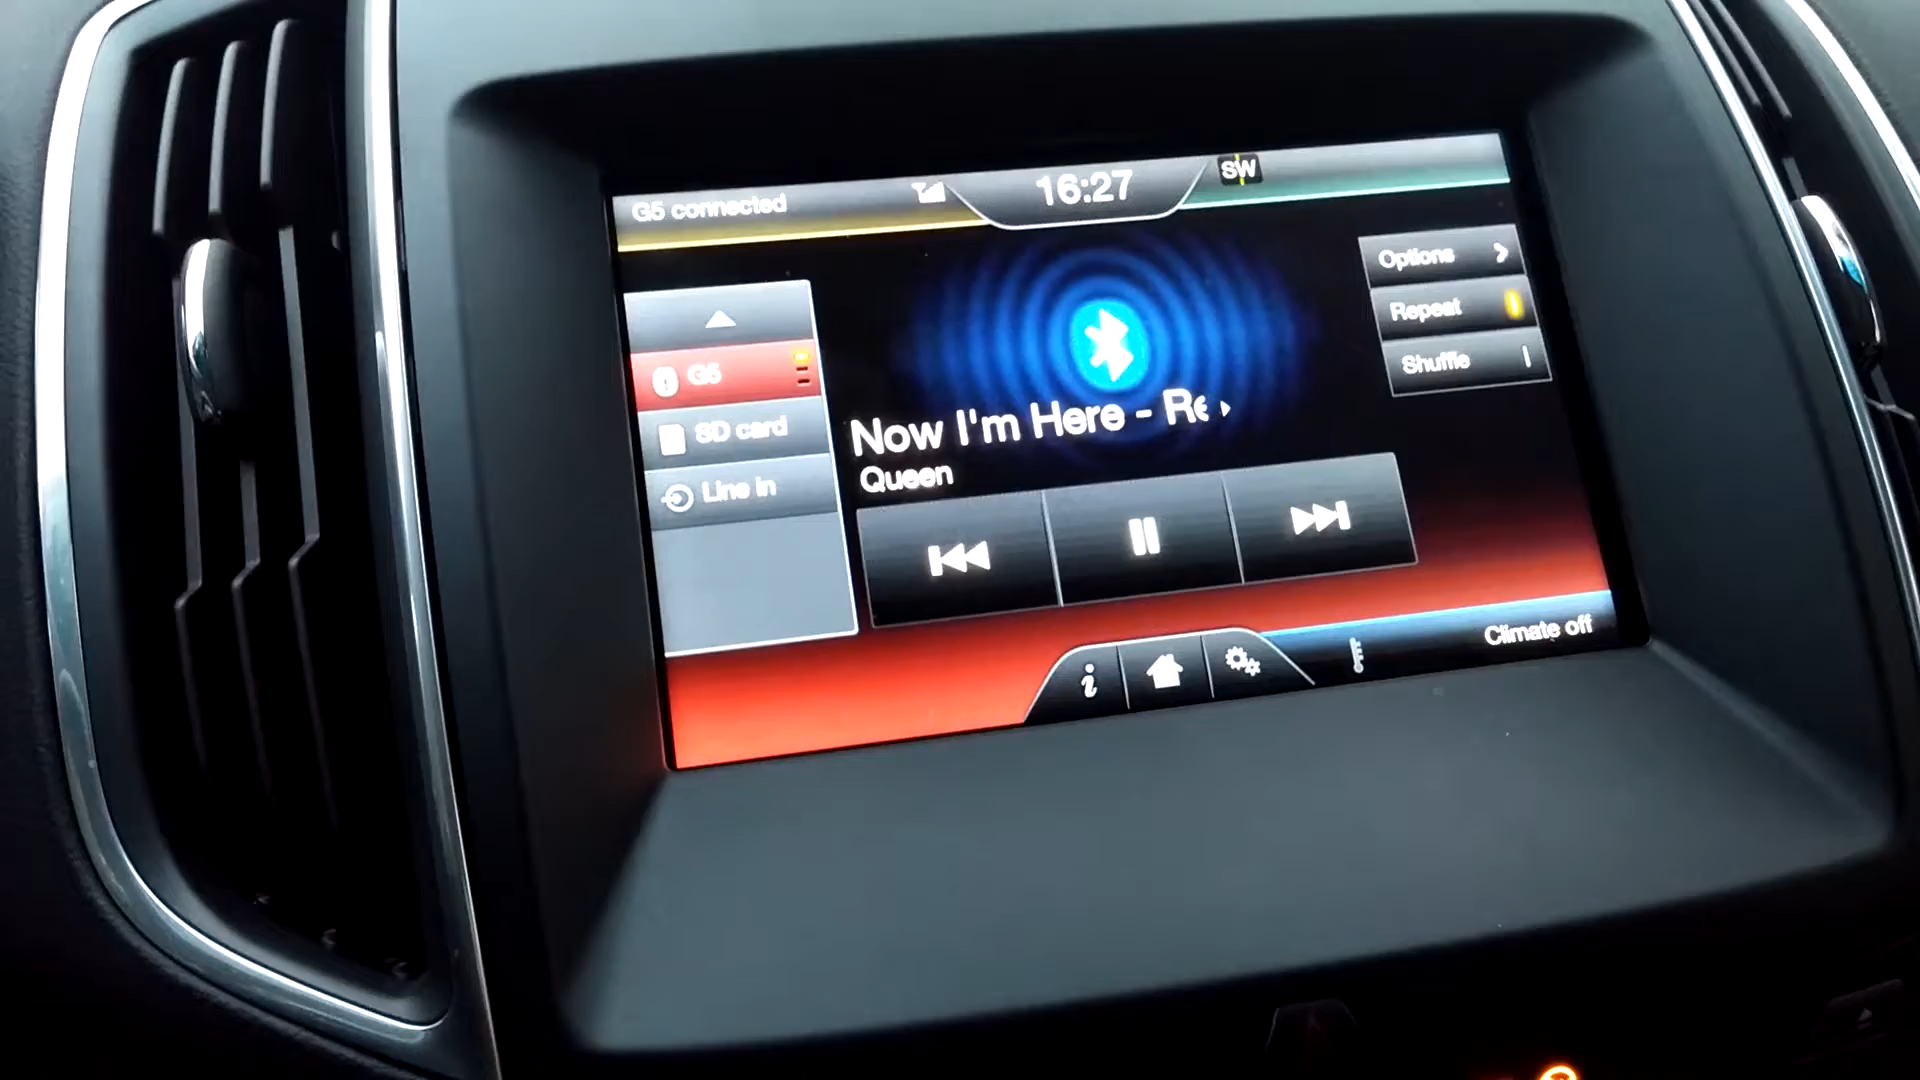 G5 connected
16:27
SW
Options
Repeat
Shuffle
G5
SD card
Line in
Now I'm Here - Re
Queen
i
Climate off